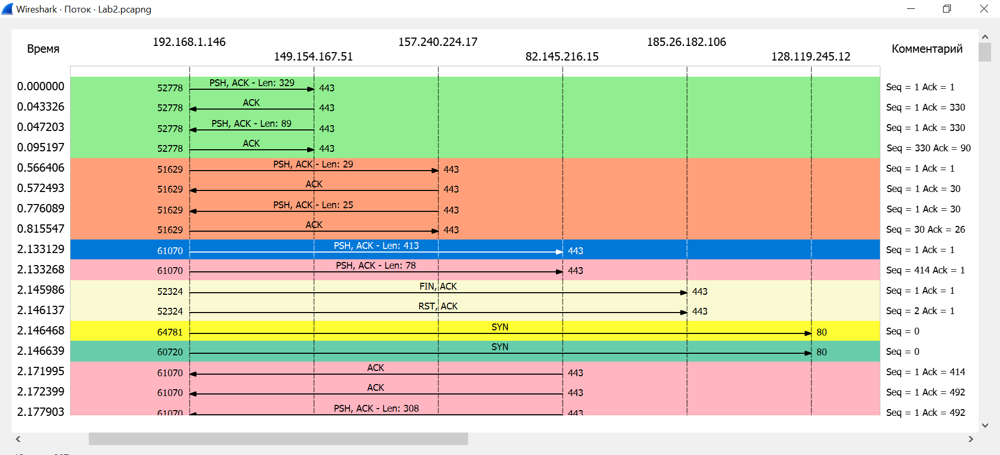 Wireshark · Поток · Lab2.pcapng
192.168.1.146 157.240.224.17 185.26.182.106
Время Комментарий
149.154.167.51 82.145.216.15 128.119.245.12
0.000000 52778 PSH, ACK - Len: 329 443 Seq = 1 Ack = 1
0.043326 52778 ACK 443 Seq = 1 Ack = 330
0.047203 52778 PSH, ACK - Len: 89 443 Seq = 1 Ack = 330
0.095197 52778 ACK 443 Seq = 330 Ack = 90
0.566406 51629 PSH, ACK - Len: 29 443 Seq = 1 Ack = 1
0.572493 51629 ACK 443 Seq = 1 Ack = 30
0.776089 51629 PSH, ACK - Len: 25 443 Seq = 1 Ack = 30
0.815547 51629 ACK 443 Seq = 30 Ack = 26
2.133129 61070 PSH, ACK - Len: 413 443 Seq = 1 Ack = 1
2.133268 61070 PSH, ACK - Len: 78 443 Seq = 414 Ack = 1
2.145986 52324 FIN, ACK 443 Seq = 1 Ack = 1
2.146137 52324 RST, ACK 443 Seq = 2 Ack = 1
2.146468 64781 SYN 80 Seq = 0
2.146639 60720 SYN 80 Seq = 0
2.171995 61070 ACK 443 Seq = 1 Ack = 414
2.172399 61070 ACK 443 Seq = 1 Ack = 492
2.177903 61070 PSH, ACK - Len: 308 443 Seq = 1 Ack = 492